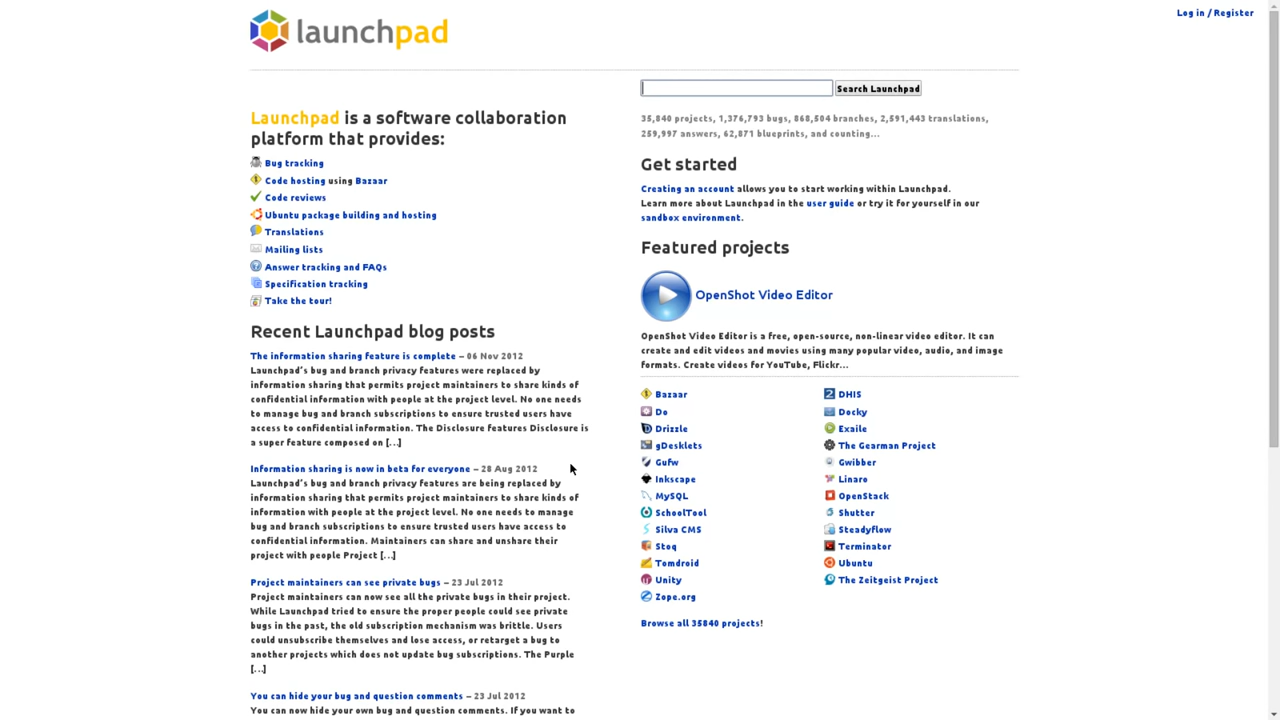 Log in / Register
launchpad
Search Launchpad
35,840 projects, 1,376,793 bugs, 868,504 branches, 2,591,443 translations,
259,997 answers, 62,871 blueprints, and counting...
Launchpad is a software collaboration
platform that provides:
Bug tracking
Code hosting using Bazaar
Code reviews
Ubuntu package building and hosting
Translations
Mailing lists
Answer tracking and FAQs
Specification tracking
Take the tour!
Recent Launchpad blog posts
The information sharing feature is complete – 06 Nov 2012
Launchpad's bug and branch privacy features were replaced by
information sharing that permits project maintainers to share kinds of
confidential information with people at the project level. No one needs
to manage bug and branch subscriptions to ensure trusted users have
access to confidential information. The Disclosure features Disclosure is
a super feature composed on [...]
Information sharing is now in beta for everyone – 28 Aug 2012
Launchpad's bug and branch privacy features are being replaced by
information sharing that permits project maintainers to share kinds of
information with people at the project level. No one needs to manage
bug and branch subscriptions to ensure trusted users have access to
confidential information. Maintainers can share and unshare their
project with people Project [...]
Project maintainers can see private bugs – 23 Jul 2012
Project maintainers can now see all the private bugs in their project.
While Launchpad tried to ensure the proper people could see private
bugs in the past, the old subscription mechanism was brittle. Users
could unsubscribe themselves and lose access, or retarget a bug to
another projects which does not update bug subscriptions. The Purple
[...]
You can hide your bug and question comments – 23 Jul 2012
You can now hide your own bug and question comments. If you want to
Get started
Creating an account allows you to start working within Launchpad.
Learn more about Launchpad in the user guide or try it for yourself in our
sandbox environment.
Featured projects
OpenShot Video Editor
OpenShot Video Editor is a free, open-source, non-linear video editor. It can
create and edit videos and movies using many popular video, audio, and image
formats. Create videos for YouTube, Flickr...
Bazaar
Do
Drizzle
gDesklets
Gufw
Inkscape
MySQL
SchoolTool
Silva CMS
Stoq
Tomdroid
Unity
Zope.org
DHIS
Docky
Exaile
The Gearman Project
Gwibber
Linaro
OpenStack
Shutter
Steadyflow
Terminator
Ubuntu
The Zeitgeist Project
Browse all 35840 projects!